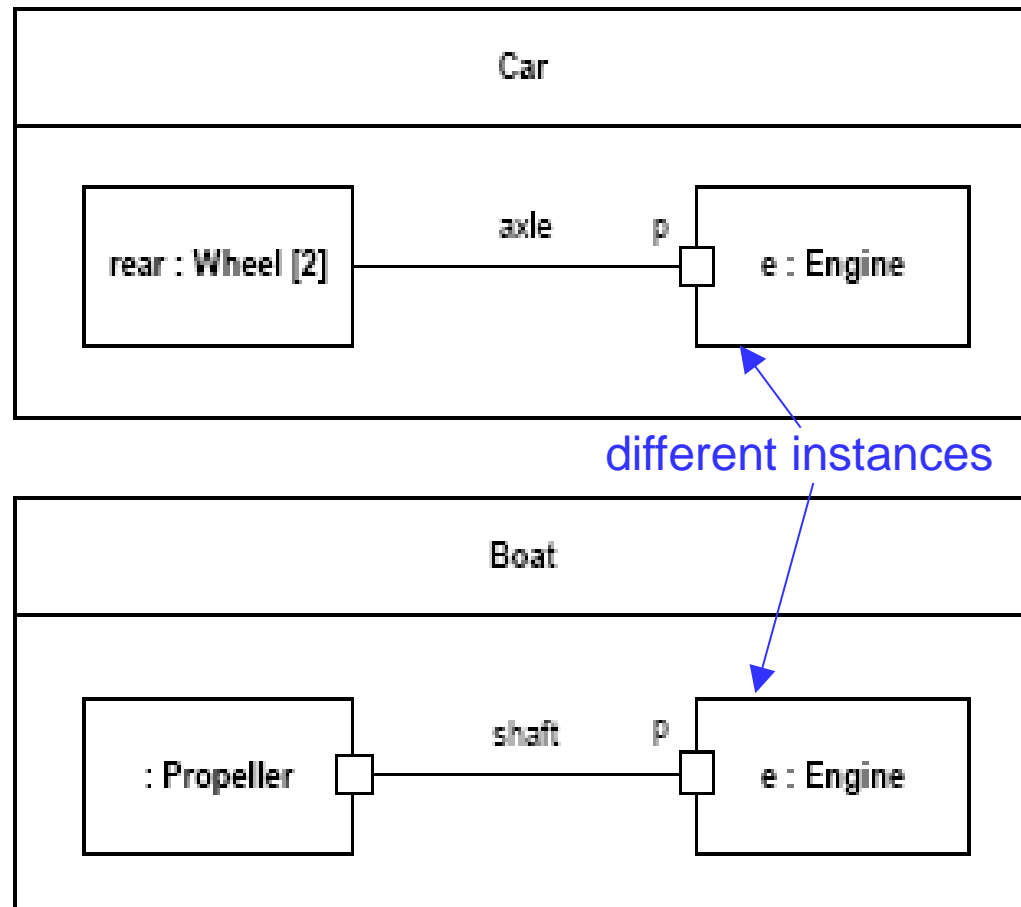 Car
axle
p
rear : Wheel [2]
e : Engine
different instances
Boat
shaft
p
: Propeller
e : Engine